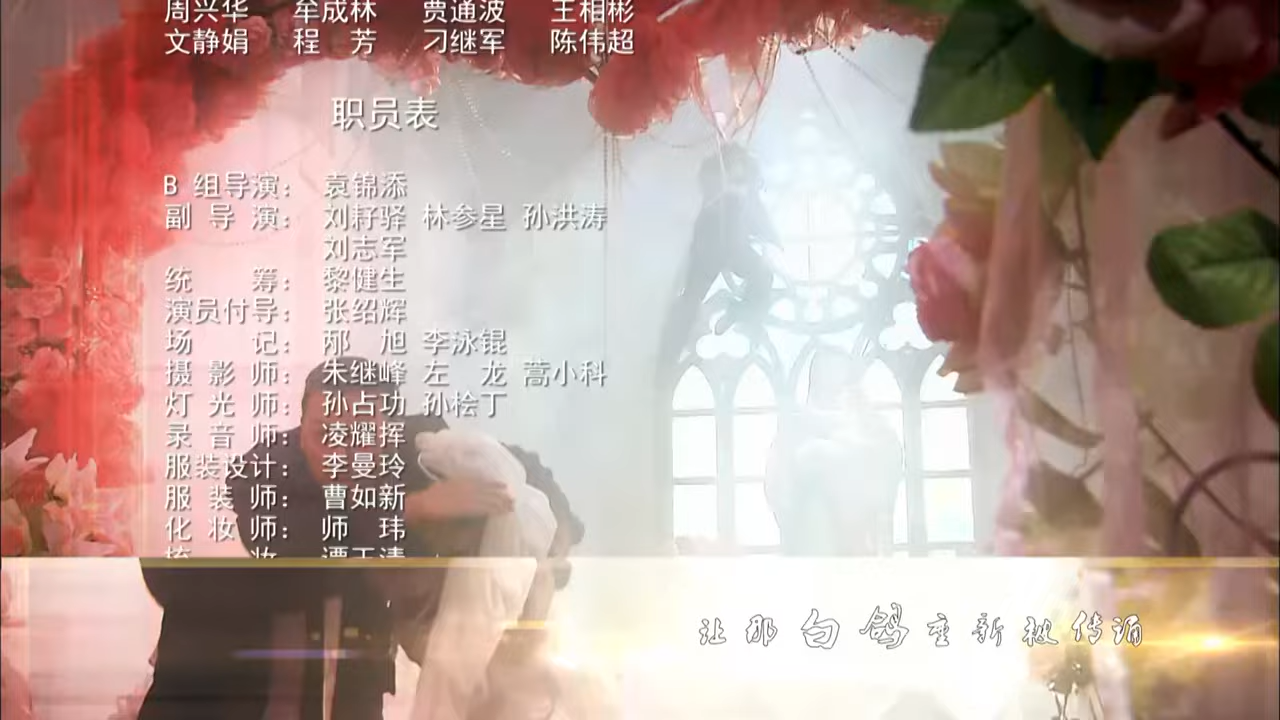 周兴华 牟成林 贾通波 王相彬
文静娟 程 芳 刁继军 陈伟超
职员表
B 组导演： 袁锦添
副 导 演： 刘籽驿 林参星 孙洪涛
刘志军
统 筹： 黎健生
演员付导： 张绍辉
场 记： 邴 旭 李泳锟
摄 影 师： 朱继峰 左 龙 蒿小科
灯 光 师： 孙占功 孙桧丁
录 音 师： 凌耀挥
服装设计： 李曼玲
服 装 师： 曹如新
化 妆 师： 师 玮
梳 妆
让那白鸽重新被传诵